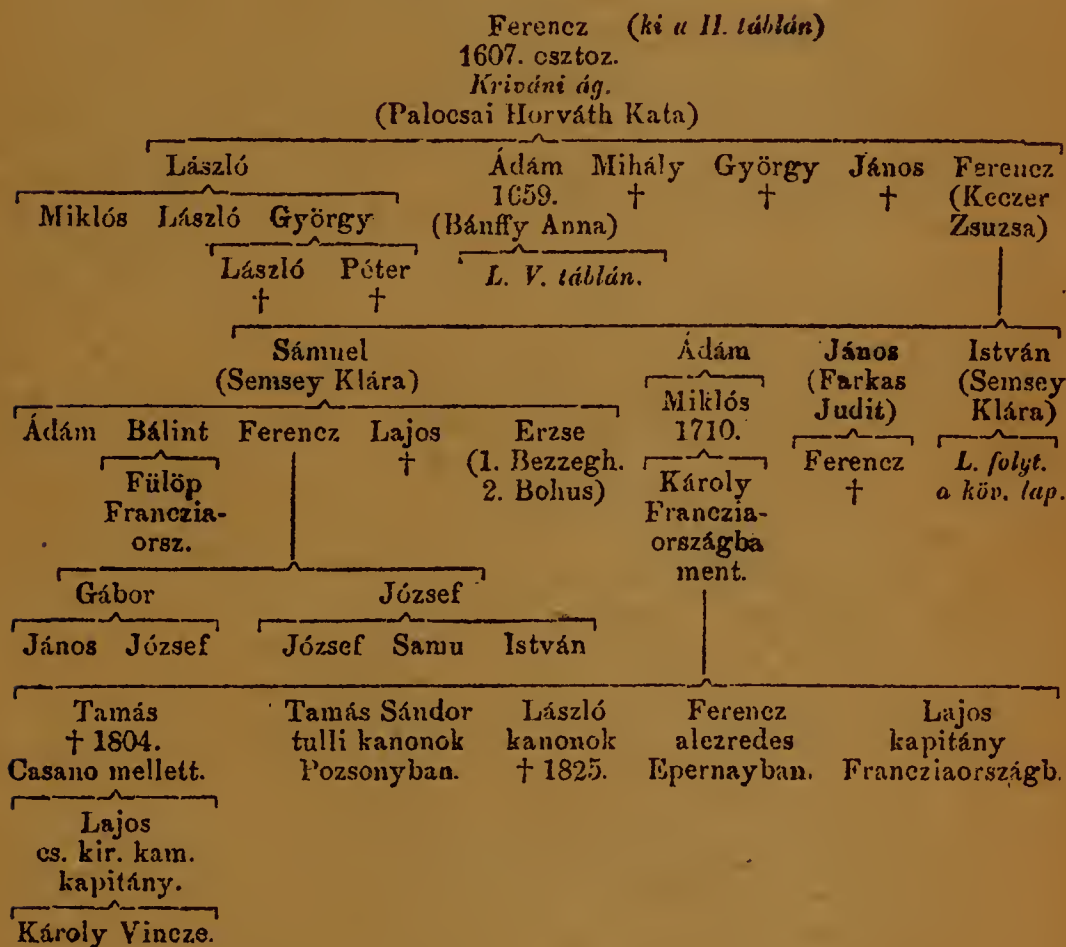 Ferencz (ki a II. táblán)
1607. osztoz.
Kriváni ág.
(Palocsai Horváth Kata)
László Ádám Mihály György János Ferencz
1659. † † † (Keczer
Miklós László György (Bánffy Anna) Zsuzsa)
László Péter L. V. táblán.
† †
Sámuel Ádám János István
(Semsey Klára) (Farkas (Semsey
Miklós Judit) Klára)
Ádám Bálint Ferencz Lajos Erzse 1710.
† (1. Bezzegh. Ferencz L. folyt.
Fülöp 2. Bohus) Károly † a köv. lap.
Francziaorsz. Francziaországba
ment.
Gábor József
János József József Samu István
Tamás Tamás Sándor László Ferencz Lajos
† 1804. tulli kanonok kanonok alezredes kapitány
Casano mellett. Pozsonyban. † 1825. Epernayban. Francziaországb.
Lajos
cs. kir. kam.
kapitány.
Károly Vincze.